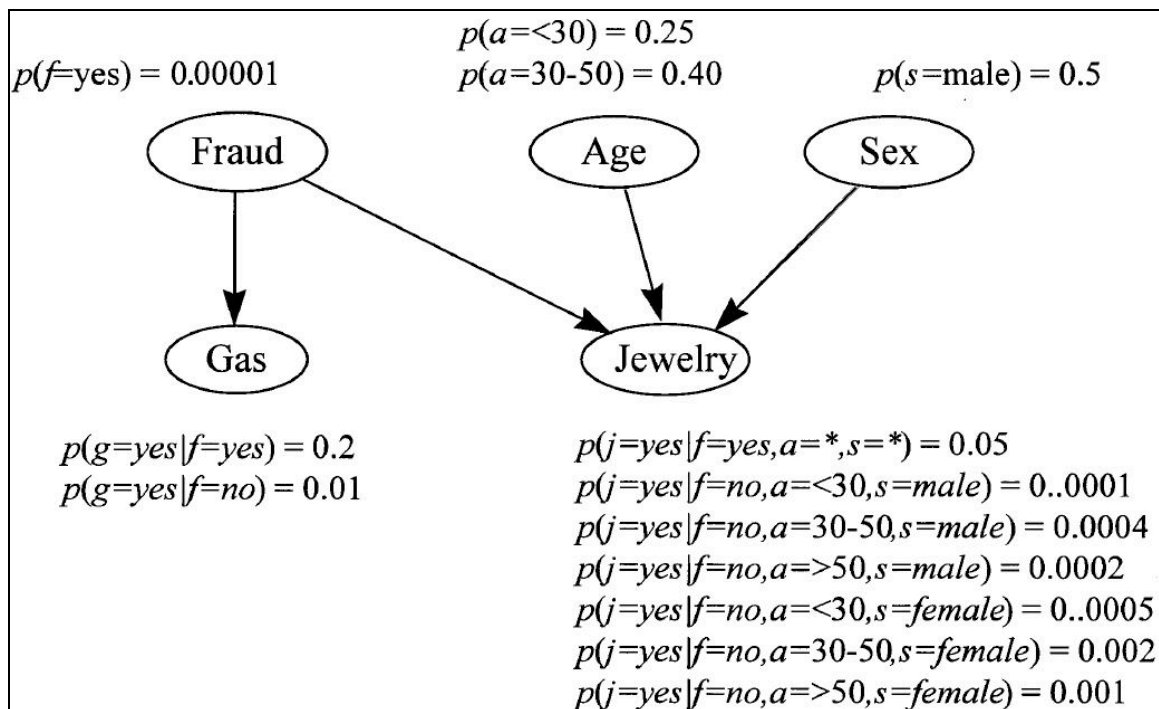 p(a=<30) = 0.25
p(f=yes) = 0.00001
p(a=30-50) = 0.40
p(s=male) = 0.5
Fraud
Age
Sex
Gas
Jewelry
p(g=yes|f=yes) = 0.2
p(g=yes|f=no) = 0.01
p(j=yes|f=yes,a=*,s=*) = 0.05
p(j=yes|f=no,a=<30,s=male) = 0..0001
p(j=yes|f=no,a=30-50,s=male) = 0.0004
p(j=yes|f=no,a=>50,s=male) = 0.0002
p(j=yes|f=no,a=<30,s=female) = 0..0005
p(j=yes|f=no,a=30-50,s=female) = 0.002
p(j=yes|f=no,a=>50,s=female) = 0.001